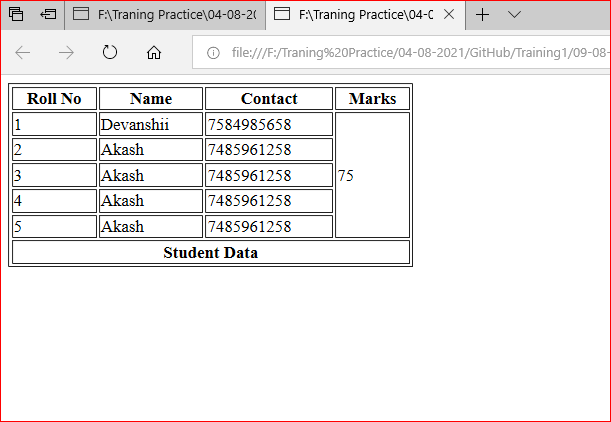 F:\Traning Practice\04-08-20
F:\Traning Practice\04-0
file:///F:/Traning%20Practice/04-08-2021/GitHub/Training1/09-08-
Roll No Name Contact Marks
1 Devanshii 7584985658 75
2 Akash 7485961258
3 Akash 7485961258
4 Akash 7485961258
5 Akash 7485961258
Student Data